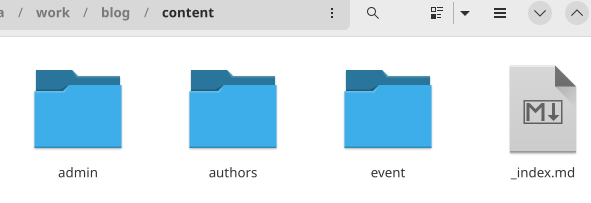 a / work / blog / content
M↓
admin
authors
event
_index.md